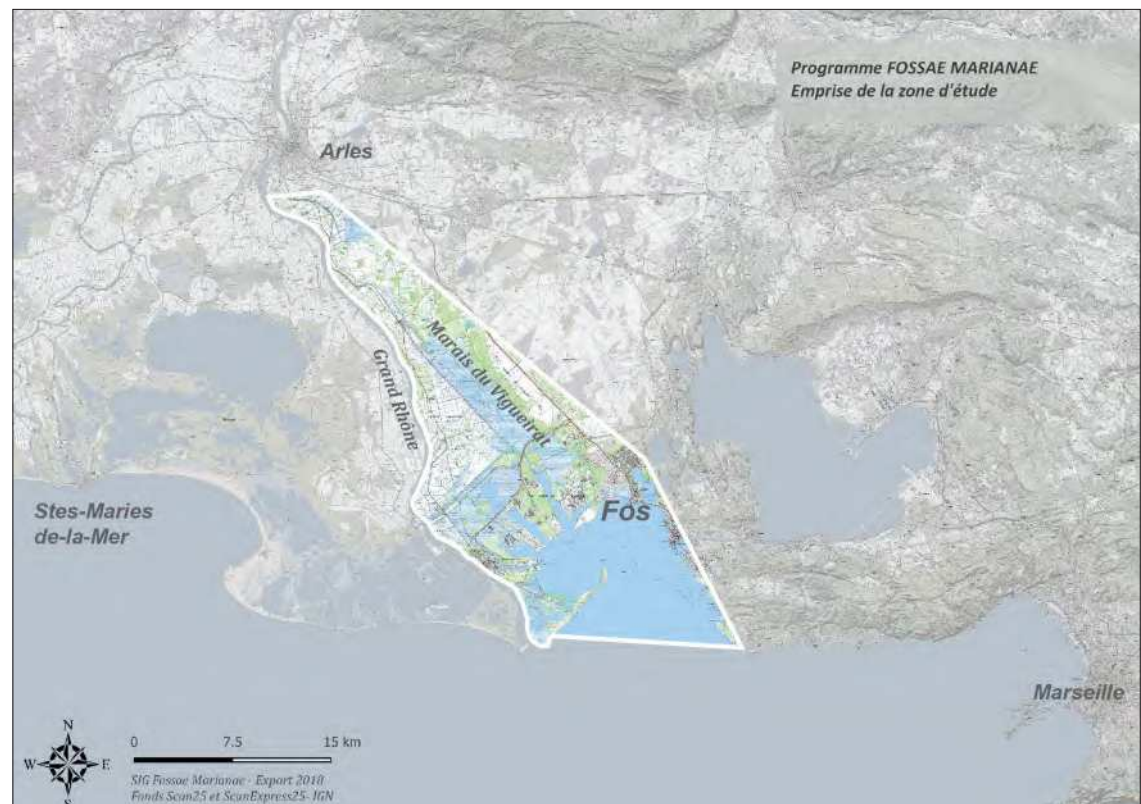 Programme FOSSAE MARIANAE
Emprise de la zone d'étude
Arles
Marais du Vigueirat
Grand Rhône
Fos
Stes-Maries
de-la-Mer
Marseille
N
W
E
S
0 7.5 15 km
SIG Fossae Marianae - Export 2018
Fonds Scan25 et ScanExpress25- IGN